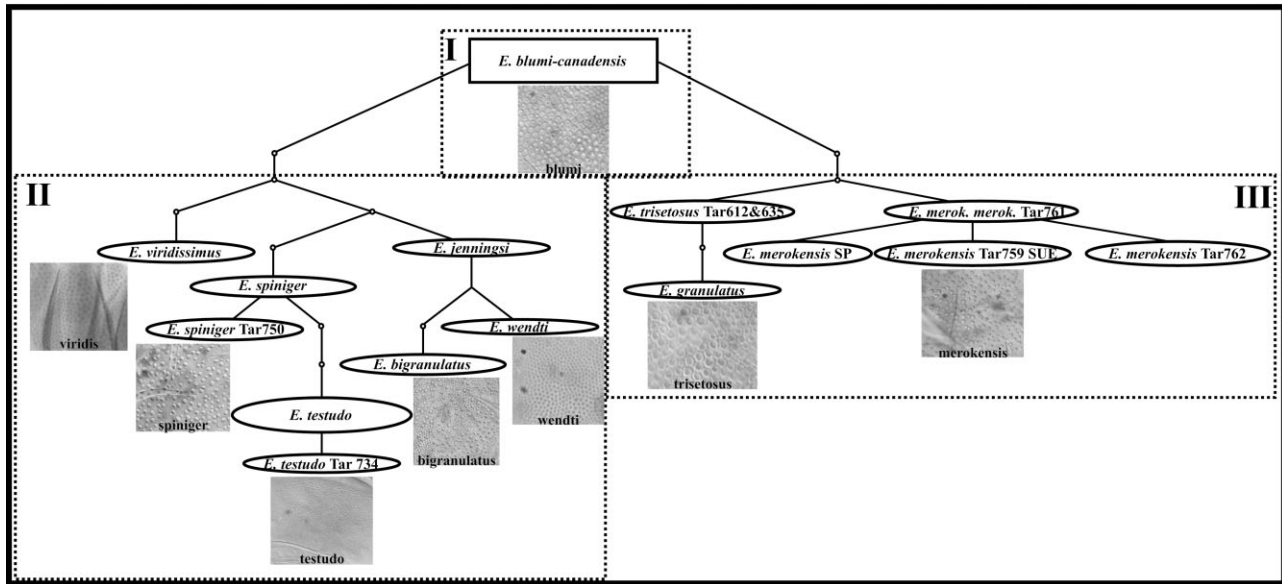 I
E. blumi-canadensis
blumi
II
III
E. trisetosus Tar612&635
E. merok. merok. Tar761
E. viridissimus
E. jenningsi
E. merokensis SP
E. merokensis Tar759 SUE
E. merokensis Tar762
E. spiniger
E. granulatus
viridis
E. spiniger Tar750
E. wendti
merokensis
E. bigranulatus
trisetosus
spiniger
E. testudo
wendti
E. testudo Tar 734
bigranulatus
testudo